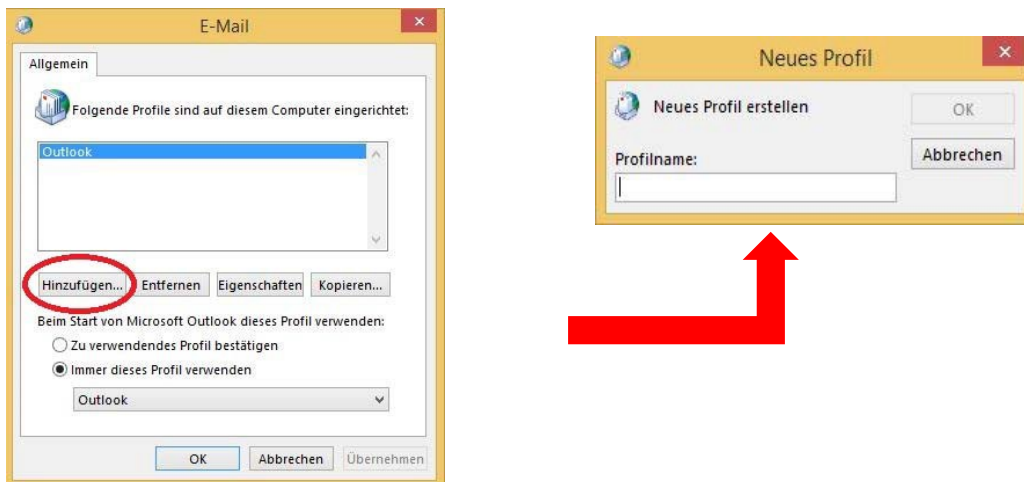 E-Mail
Allgemein
Folgende Profile sind auf diesem Computer eingerichtet:
Outlook
Hinzufügen... Entfernen Eigenschaften Kopieren...
Beim Start von Microsoft Outlook dieses Profil verwenden:
Zu verwendendes Profil bestätigen
Immer dieses Profil verwenden
Outlook
OK Abbrechen Übernehmen
Neues Profil
Neues Profil erstellen
OK
Profilname:
Abbrechen